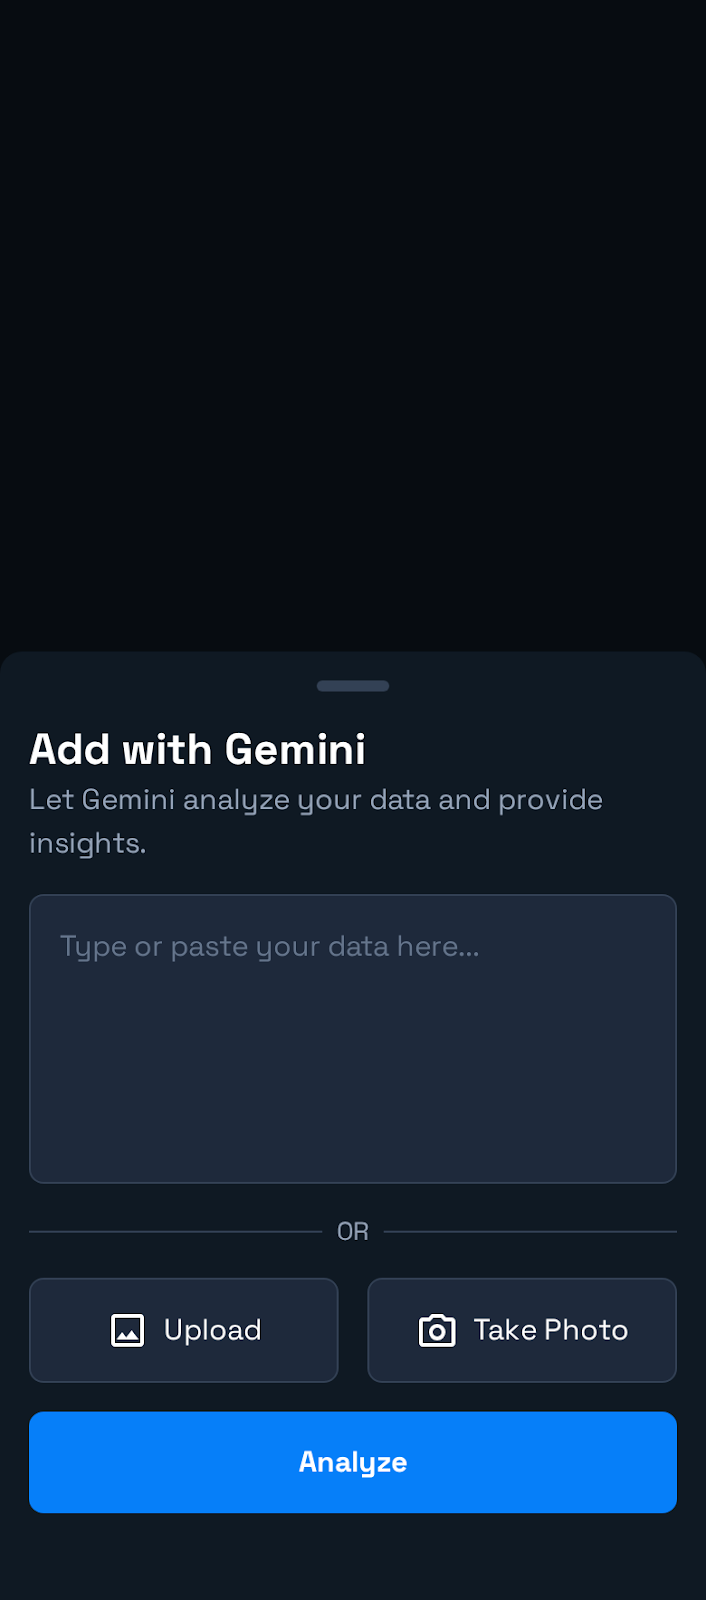 Add with Gemini
Let Gemini analyze your data and provide
insights.
Type or paste your data here...
OR
Upload
Take Photo
Analyze